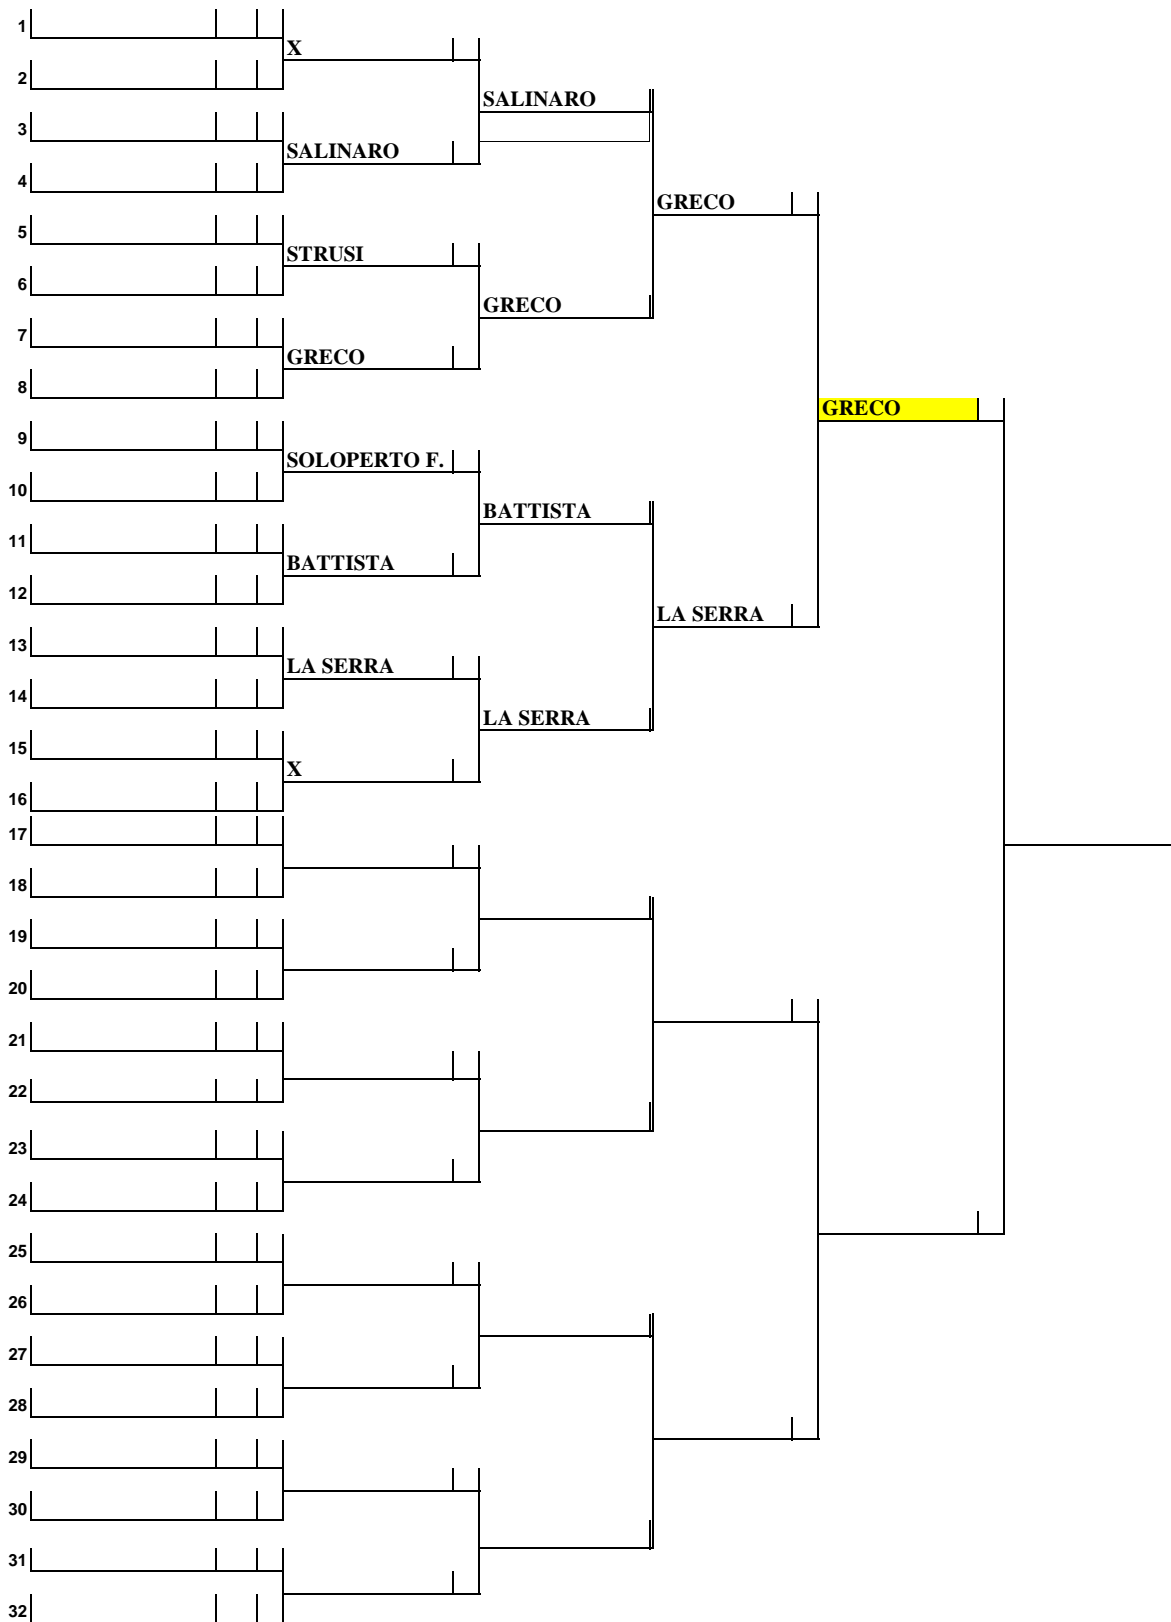 1
X
2
SALINARO
3
SALINARO
4
GRECO
5
STRUSI
6
GRECO
7
GRECO
8
GRECO
9
SOLOPERTO F.
10
BATTISTA
11
BATTISTA
12
LA SERRA
13
LA SERRA
14
LA SERRA
15
X
16
17
18
19
20
21
22
23
24
25
26
27
28
29
30
31
32